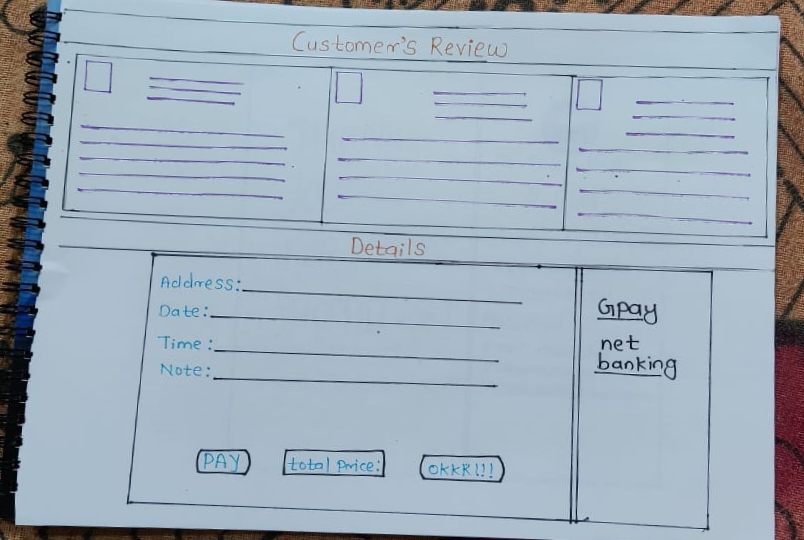 Customer's Review
Details
Address:
Date:
Time :
Note:
PAY
total price:
OKKR!!!
GPay
net
banking